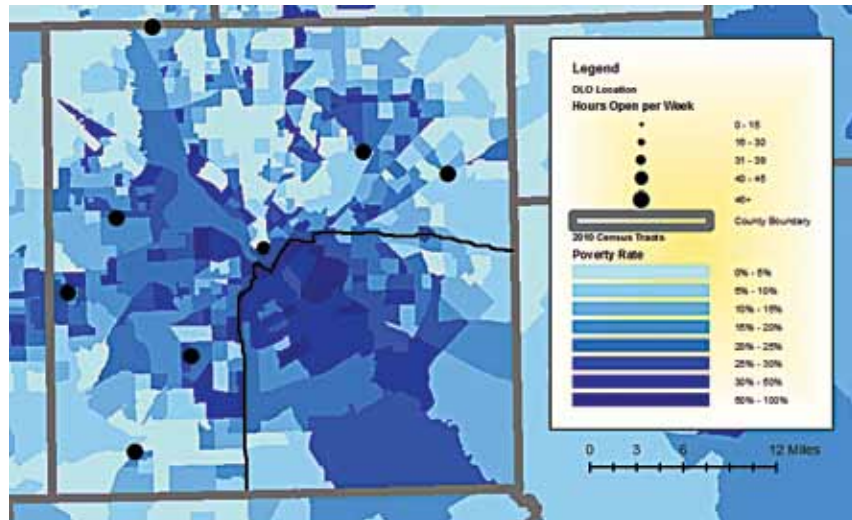 Legend
DLO Location
Hours Open per Week
0 - 15
16 - 30
31 - 39
40 - 45
County Boundary
2010 Census Tracts
Poverty Rate
0% - 5%
5% - 10%
10% - 15%
15% - 20%
20% - 25%
25% - 30%
30% - 50%
50% - 100%
0 3 6 12 Miles